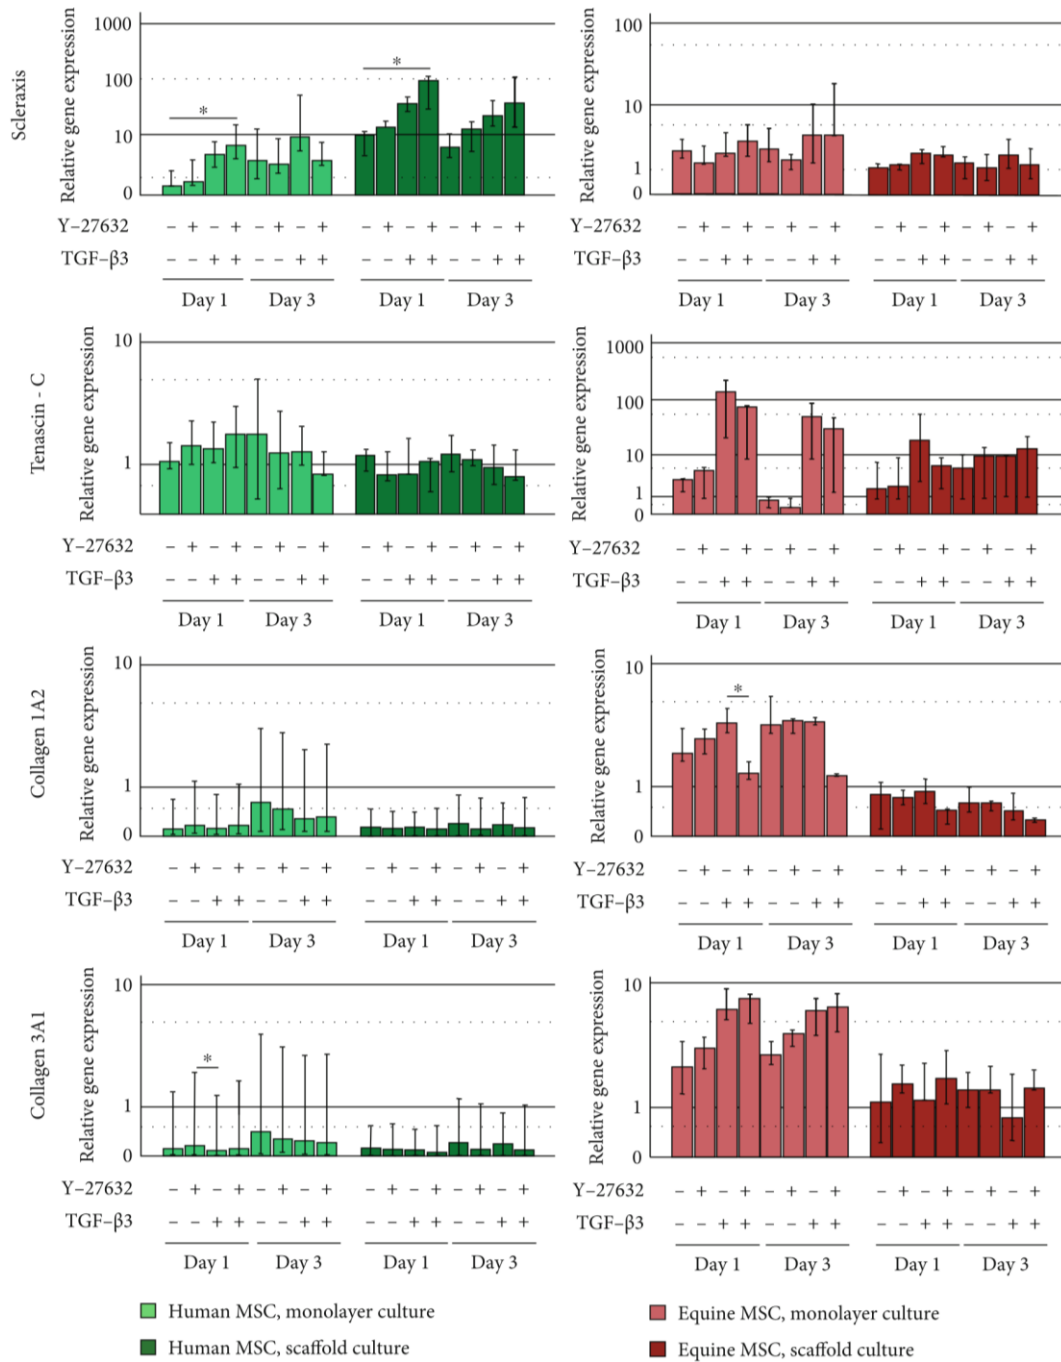 Scleraxis
Relative gene expression
1000
100
10
0
*
*
Y–27632 – + – + – + – + – + – + – + – +
TGF–β3 – – + + – – + + – – + + – – + +
Day 1 Day 3 Day 1 Day 3
Relative gene expression
100
10
1
0
– + – + – + – + – + – + – + – +
– – + + – – + + – – + + – – + +
Day 1 Day 3 Day 1 Day 3
Tenascin - C
Relative gene expression
10
1
Y–27632 – + – + – + – + – + – + – + – +
TGF–β3 – – + + – – + + – – + + – – + +
Day 1 Day 3 Day 1 Day 3
Relative gene expression
1000
100
10
1
0
Y–27632 – + – + – + – + – + – + – + – +
TGF–β3 – – + + – – + + – – + + – – + +
Day 1 Day 3 Day 1 Day 3
Collagen 1A2
Relative gene expression
10
1
0
Y–27632 – + – + – + – + – + – + – + – +
TGF–β3 – – + + – – + + – – + + – – + +
Day 1 Day 3 Day 1 Day 3
Relative gene expression
10
1
0
*
Y–27632 – + – + – + – + – + – + – + – +
TGF–β3 – – + + – – + + – – + + – – + +
Day 1 Day 3 Day 1 Day 3
Collagen 3A1
Relative gene expression
10
1
0
*
Y–27632 – + – + – + – + – + – + – + – +
TGF–β3 – – + + – – + + – – + + – – + +
Day 1 Day 3 Day 1 Day 3
Relative gene expression
10
1
0
Y–27632 – + – + – + – + – + – + – + – +
TGF–β3 – – + + – – + + – – + + – – + +
Day 1 Day 3 Day 1 Day 3
Human MSC, monolayer culture
Human MSC, scaffold culture
Equine MSC, monolayer culture
Equine MSC, scaffold culture